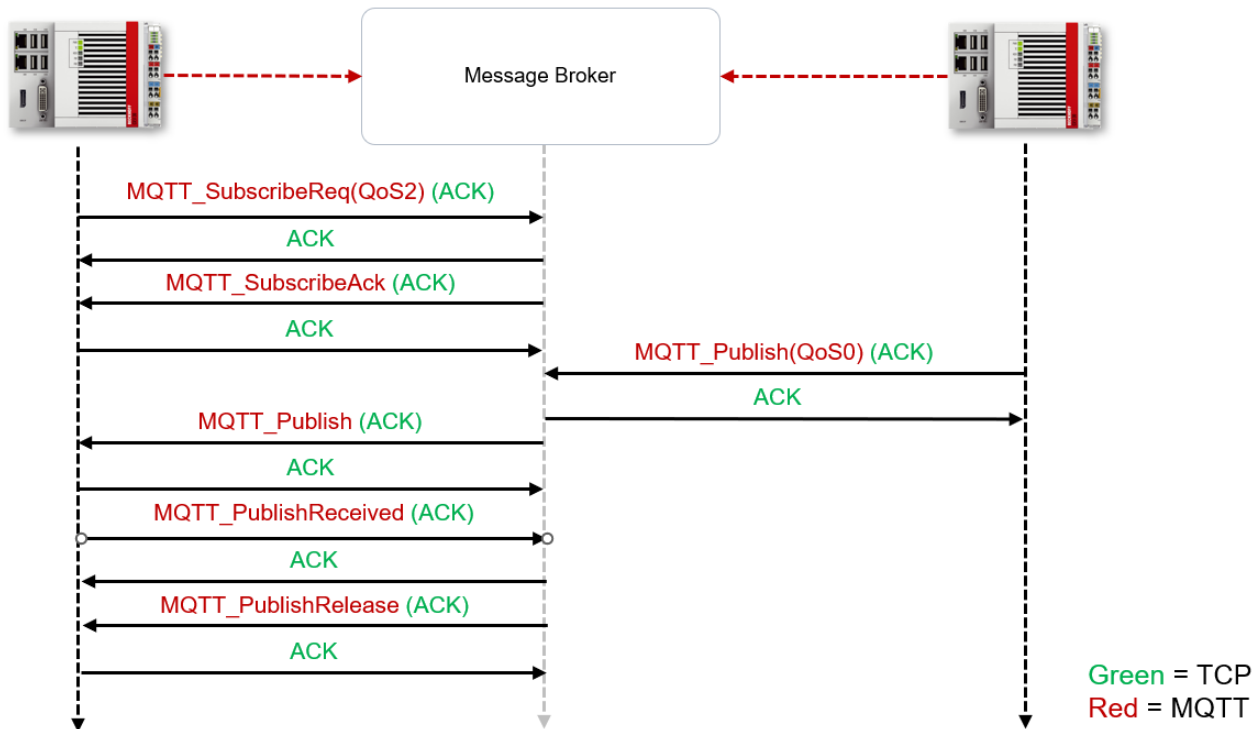 Message Broker
MQTT_SubscribeReq(QoS2) (ACK)
ACK
MQTT_SubscribeAck (ACK)
ACK
MQTT_Publish(QoS0) (ACK)
ACK
MQTT_Publish (ACK)
ACK
MQTT_PublishReceived (ACK)
ACK
MQTT_PublishRelease (ACK)
ACK
Green = TCP
Red = MQTT